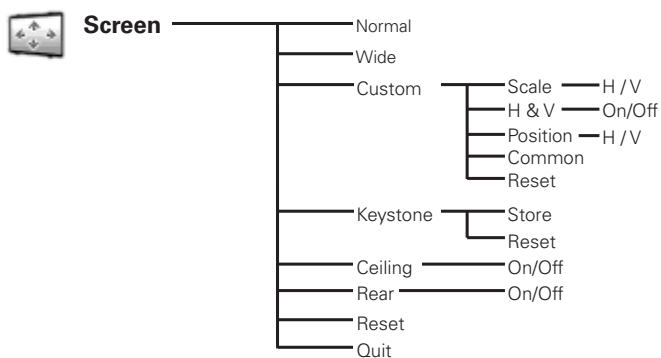 Screen Normal
Wide
Custom Scale H / V
H & V On/Off
Position H / V
Common
Reset
Keystone Store
Reset
Ceiling On/Off
Rear On/Off
Reset
Quit